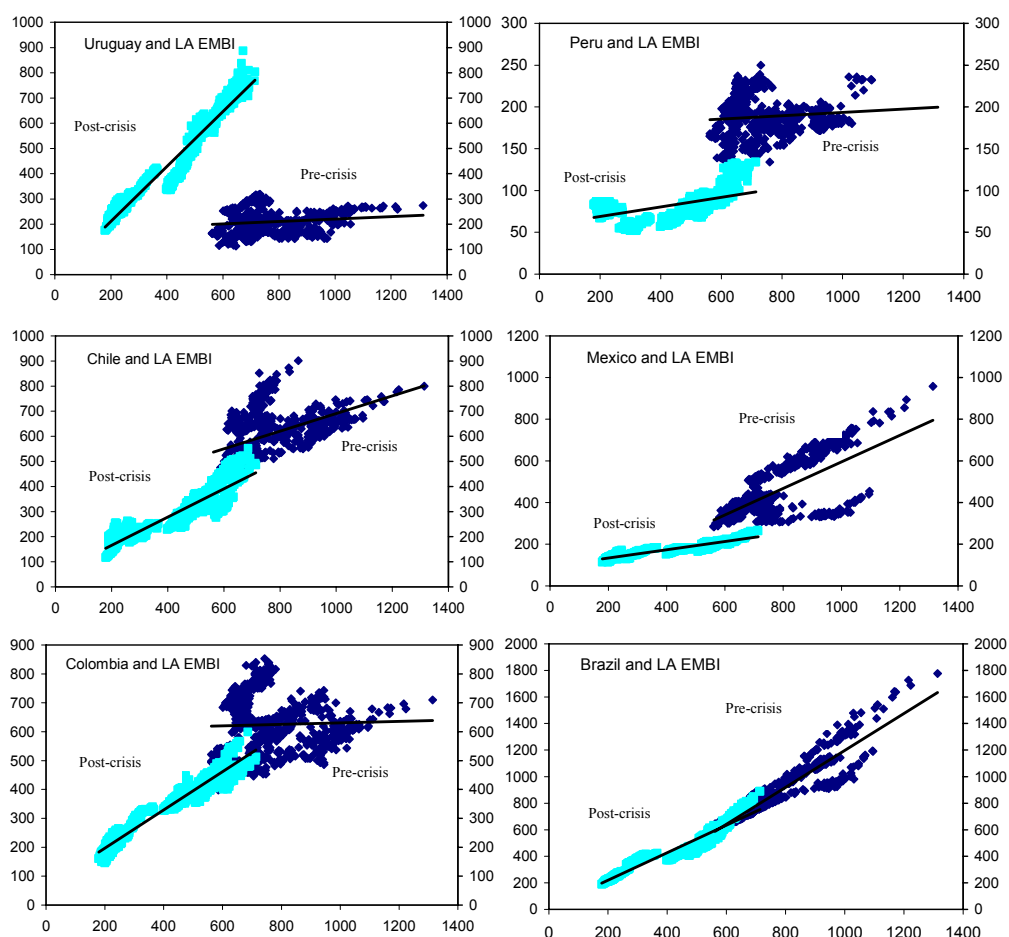 1000 1000
Uruguay and LA EMBI
900 900
800 800
700 700
600 600
Post-crisis
500 500
400 400
Pre-crisis
300 300
200 200
100 100
0 0
0 200 400 600 800 1000 1200 1400
300 300
Peru and LA EMBI
250 250
200 200
150 150
Pre-crisis
Post-crisis
100 100
50 50
0 0
0 200 400 600 800 1000 1200 1400
1000 1000
Chile and LA EMBI
900 900
800 800
700 700
600 600
Pre-crisis
500 500
Post-crisis
400 400
300 300
200 200
100 100
0 0
0 200 400 600 800 1000 1200 1400
1200 1200
Mexico and LA EMBI
1000 1000
800 800
Pre-crisis
600 600
400 400
Post-crisis
200 200
0 0
0 200 400 600 800 1000 1200 1400
900 900
Colombia and LA EMBI
800 800
700 700
600 600
500 500
Post-crisis
Pre-crisis
400 400
300 300
200 200
100 100
0 0
0 200 400 600 800 1000 1200 1400
2000 2000
Brazil and LA EMBI
1800 1800
1600 1600
Pre-crisis
1400 1400
1200 1200
1000 1000
800 800
Post-crisis
600 600
400 400
200 200
0 0
0 200 400 600 800 1000 1200 1400